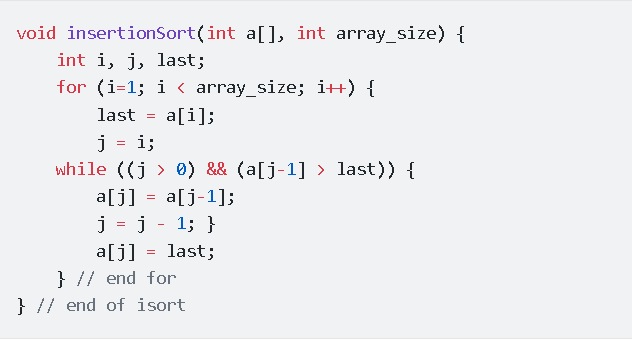 void insertionSort(int a[], int array_size) {
    int i, j, last;
    for (i=1; i < array_size; i++) {
        last = a[i];
        j = i;
    while ((j > 0) && (a[j-1] > last)) {
        a[j] = a[j-1];
        j = j - 1; }
        a[j] = last;
    } // end for
} // end of isort